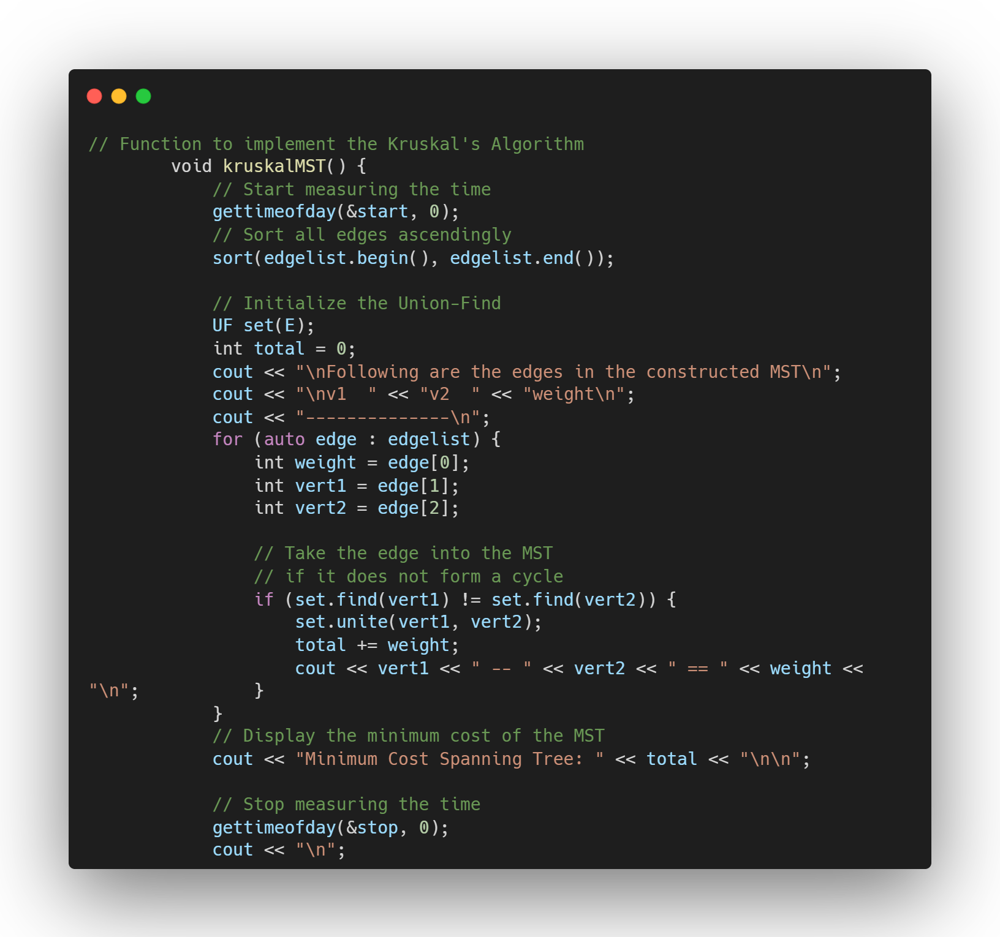 // Function to implement the Kruskal's Algorithm
        void kruskalMST() {
            // Start measuring the time
            gettimeofday(&start, 0);
            // Sort all edges ascendingly
            sort(edgelist.begin(), edgelist.end());

            // Initialize the Union-Find
            UF set(E);
            int total = 0;
            cout << "\nFollowing are the edges in the constructed MST\n";
            cout << "\nv1  " << "v2  " << "weight\n";
            cout << "--------------\n";
            for (auto edge : edgelist) {
                int weight = edge[0];
                int vert1 = edge[1];
                int vert2 = edge[2];

                // Take the edge into the MST
                // if it does not form a cycle
                if (set.find(vert1) != set.find(vert2)) {
                    set.unite(vert1, vert2);
                    total += weight;
                    cout << vert1 << " -- " << vert2 << " == " << weight <<
"\n";           }
            }
            // Display the minimum cost of the MST
            cout << "Minimum Cost Spanning Tree: " << total << "\n\n";

            // Stop measuring the time
            gettimeofday(&stop, 0);
            cout << "\n";